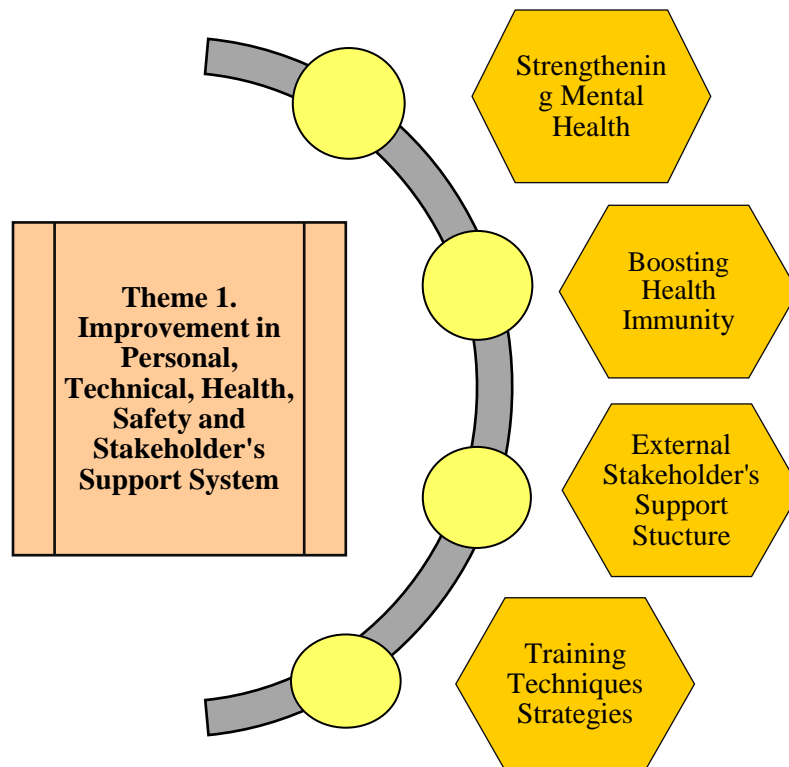 Theme 1.
Improvement in
Personal,
Technical, Health,
Safety and
Stakeholder's
Support System
Strengthenin
g Mental
Health
Boosting
Health
Immunity
External
Stakeholder's
Support
Stucture
Training
Techniques
Strategies